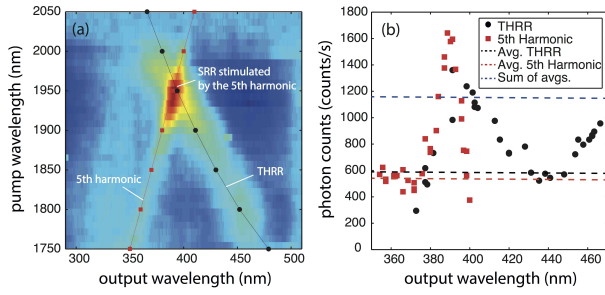 (a)
pump wavelength (nm)
2050
2000
1950
1900
1850
1800
1750
SRR stimulated
by the 5th harmonic
5th harmonic
THRR
300
400
500
output wavelength (nm)
(b)
photon counts (counts/s)
1600
1400
1200
1000
800
600
400
200
0
THRR
5th Harmonic
Avg. THRR
Avg. 5th Harmonic
Sum of avgs.
360
380
400
420
440
460
output wavelength (nm)